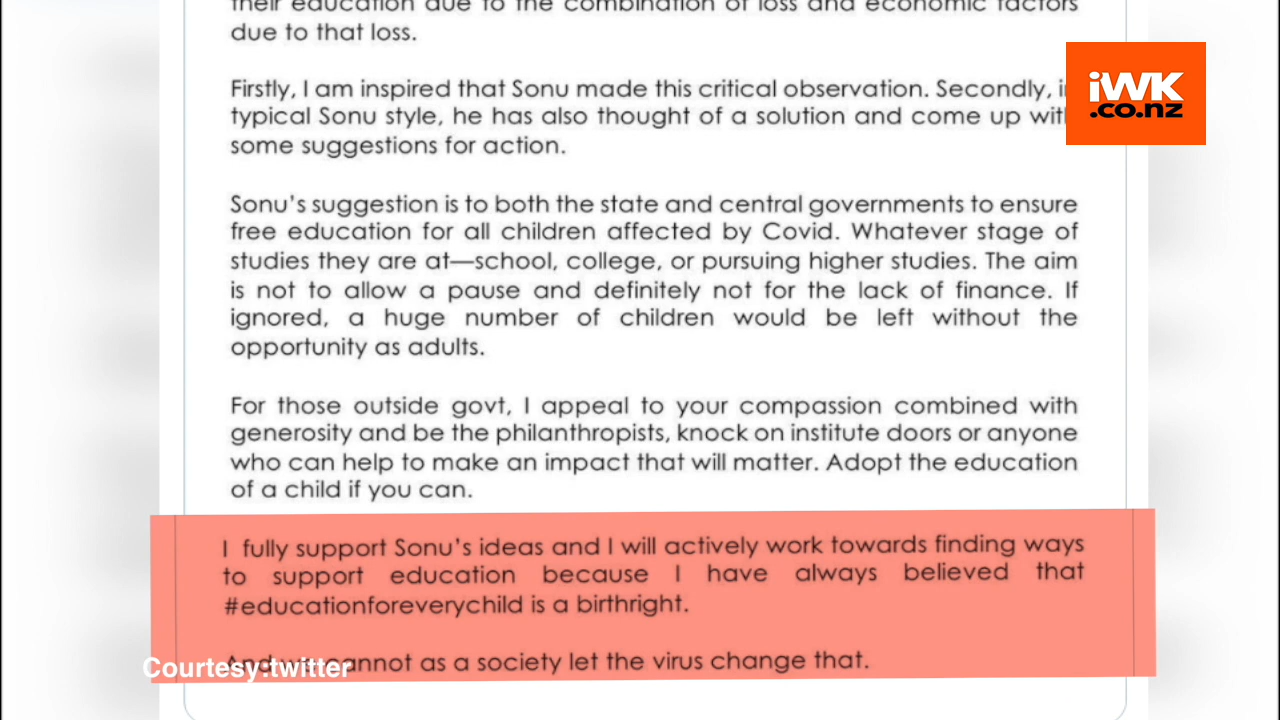 their education due to the combination of loss and economic factors
due to that loss.
Firstly, I am inspired that Sonu made this critical observation. Secondly,
typical Sonu style, he has also thought of a solution and come up with
some suggestions for action.
Sonu's suggestion is to both the state and central governments to ensure
free education for all children affected by Covid. Whatever stage of
studies they are at—school, college, or pursuing higher studies. The aim
is not to allow a pause and definitely not for the lack of finance. If
ignored, a huge number of children would be left without the
opportunity as adults.
For those outside govt, I appeal to your compassion combined with
generosity and be the philanthropists, knock on institute doors or anyone
who can help to make an impact that will matter. Adopt the education
of a child if you can.
I fully support Sonu's ideas and I will actively work towards finding ways
to support education because I have always believed that
#educationforeverychild is a birthright.
cannot as a society let the virus change that.
Courtesy:twitter
iWK
.co.nz